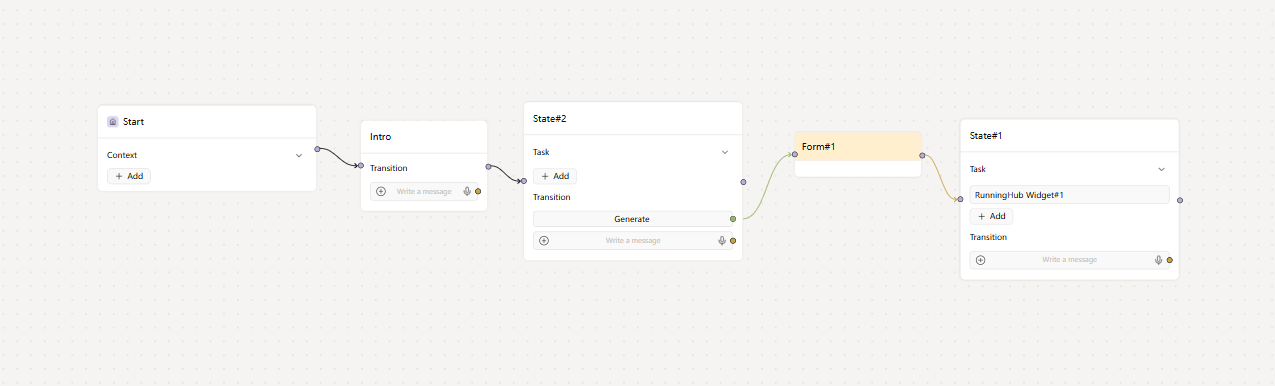 Start
Context
Add
Intro
Transition
Write a message
State#2
Task
Add
Transition
Generate
Write a message
Form#1
State#1
Task
RunningHub Widget#1
Add
Transition
Write a message